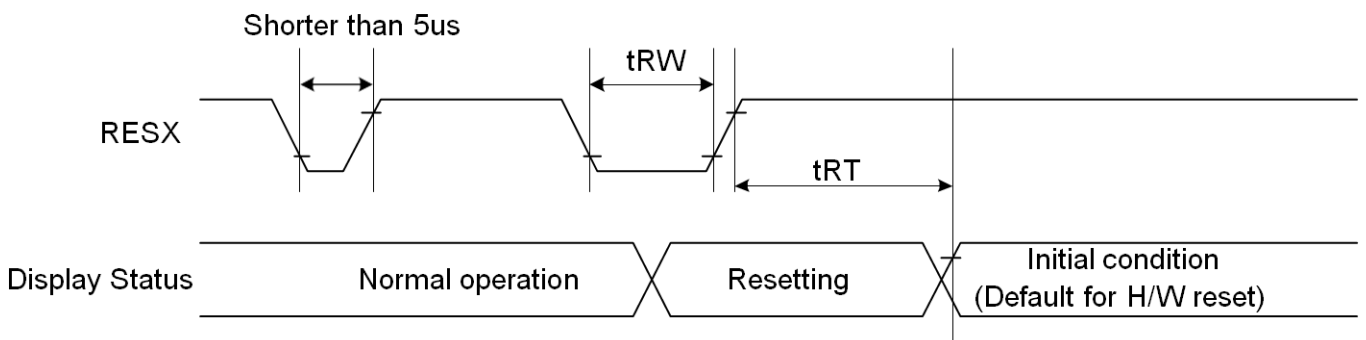 Shorter than 5us
tRW
RESX
tRT
Display Status
Normal operation
Resetting
Initial condition
(Default for H/W reset)